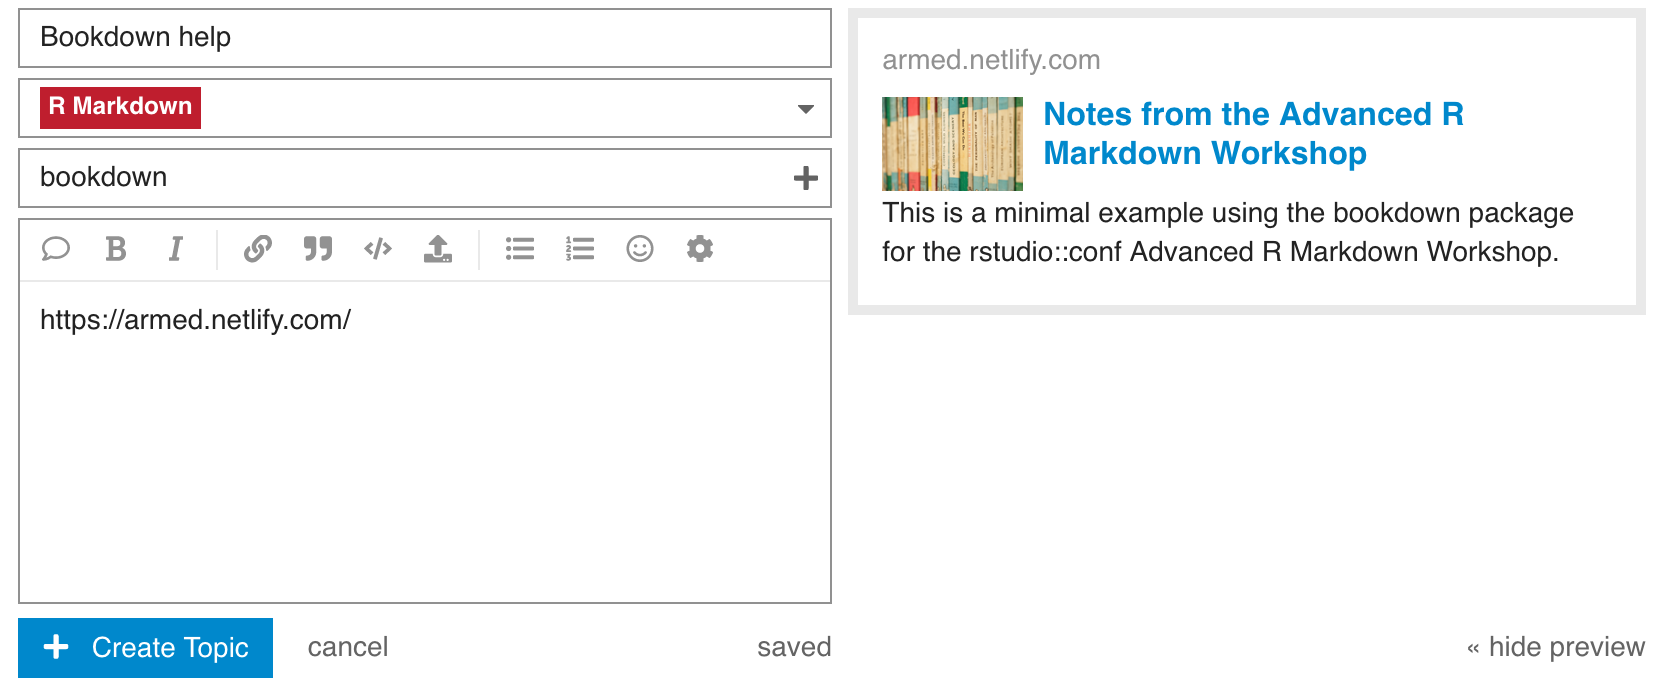 Bookdown help
R Markdown
bookdown
https://armed.netlify.com/
Create Topic
cancel
saved
armed.netlify.com
Notes from the Advanced R
Markdown Workshop
This is a minimal example using the bookdown package
for the rstudio::conf Advanced R Markdown Workshop.
« hide preview